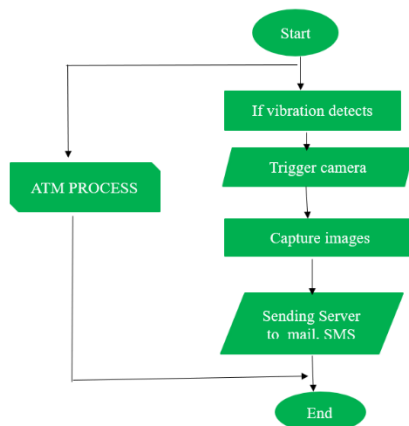 Start
If vibration detects
Trigger camera
ATM PROCESS
Capture images
Sending Server
to mail. SMS
End